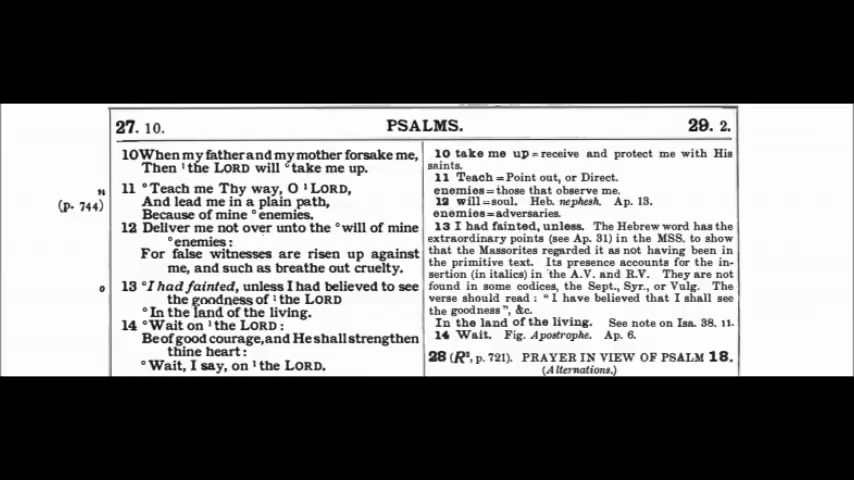 27. 10. PSALMS. 29. 2.
10 When my father and my mother forsake me,
Then ¹the LORD will °take me up.
n
(p. 744)
11 °Teach me Thy way, O ¹LORD,
And lead me in a plain path,
Because of mine °enemies.
12 Deliver me not over unto the °will of mine
°enemies:
For false witnesses are risen up against
me, and such as breathe out cruelty.
o
13 °I had fainted, unless I had believed to see
the goodness of ¹the LORD
°In the land of the living.
14 °Wait on ¹the LORD:
Be of good courage, and He shall strengthen
thine heart:
°Wait, I say, on ¹the LORD.
10 take me up = receive and protect me with His
saints.
11 Teach = Point out, or Direct.
enemies = those that observe me.
12 will = soul. Heb. nephesh. Ap. 13.
enemies = adversaries.
13 I had fainted, unless. The Hebrew word has the
extraordinary points (see Ap. 31) in the MSS. to show
that the Massorites regarded it as not having been in
the primitive text. Its presence accounts for the in-
sertion (in italics) in the A.V. and R.V. They are not
found in some codices, the Sept., Syr., or Vulg. The
verse should read : "I have believed that I shall see
the goodness", &c.
In the land of the living. See note on Isa. 38. 11.
14 Wait. Fig. Apostrophe. Ap. 6.
28 (R², p. 721). PRAYER IN VIEW OF PSALM 18.
(Alternations.)